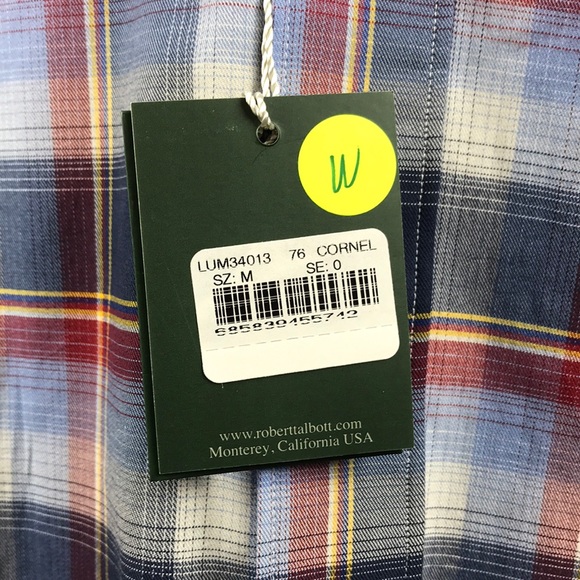 W
LUM34013 76 CORNEL
SZ: M SE: 0
685839455742
www.roberttalbott.com
Monterey, California USA